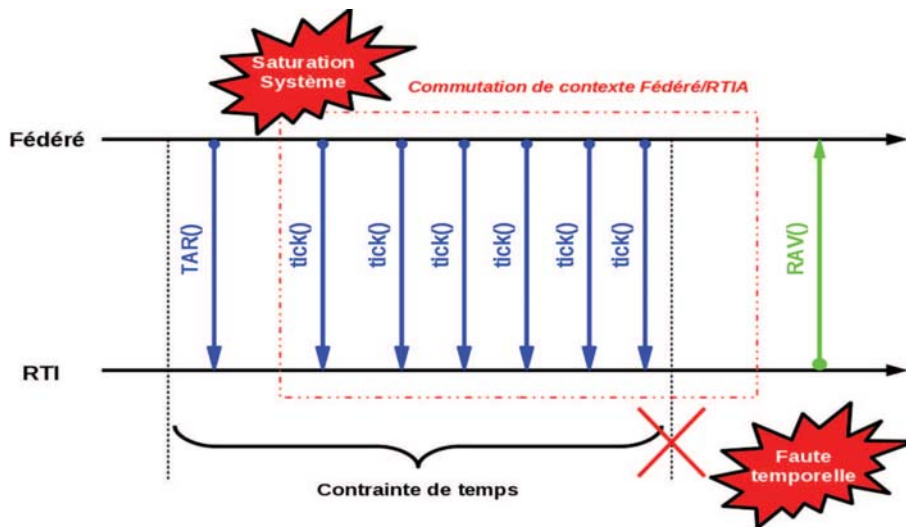 Saturation
Système
Commutation de contexte Fédéré/RTIA
Fédéré
TAR()
tick()
tick()
tick()
tick()
tick()
tick()
RAV()
RTI
Contrainte de temps
Faute
temporelle